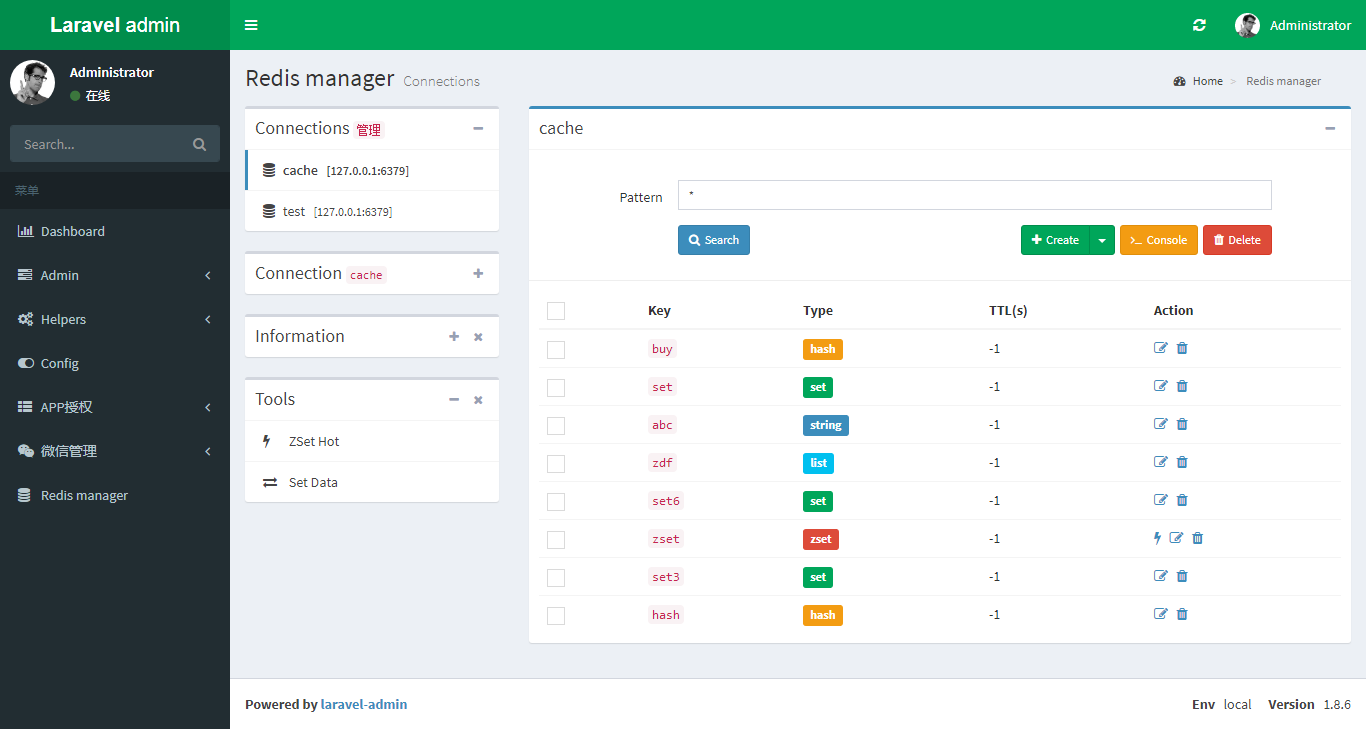 Laravel admin
Administrator
Administrator
在线
Search...
菜单
Dashboard
Admin
Helpers
Config
APP授权
微信管理
Redis manager
Redis manager Connections
Home > Redis manager
Connections 管理
cache [127.0.0.1:6379]
test [127.0.0.1:6379]
Connection cache
Information
Tools
ZSet Hot
Set Data
cache
Pattern *
Search Create Console Delete
Key Type TTL(s) Action
buy hash -1
set set -1
abc string -1
zdf list -1
set6 set -1
zset zset -1
set3 set -1
hash hash -1
Powered by laravel-admin
Env local Version 1.8.6